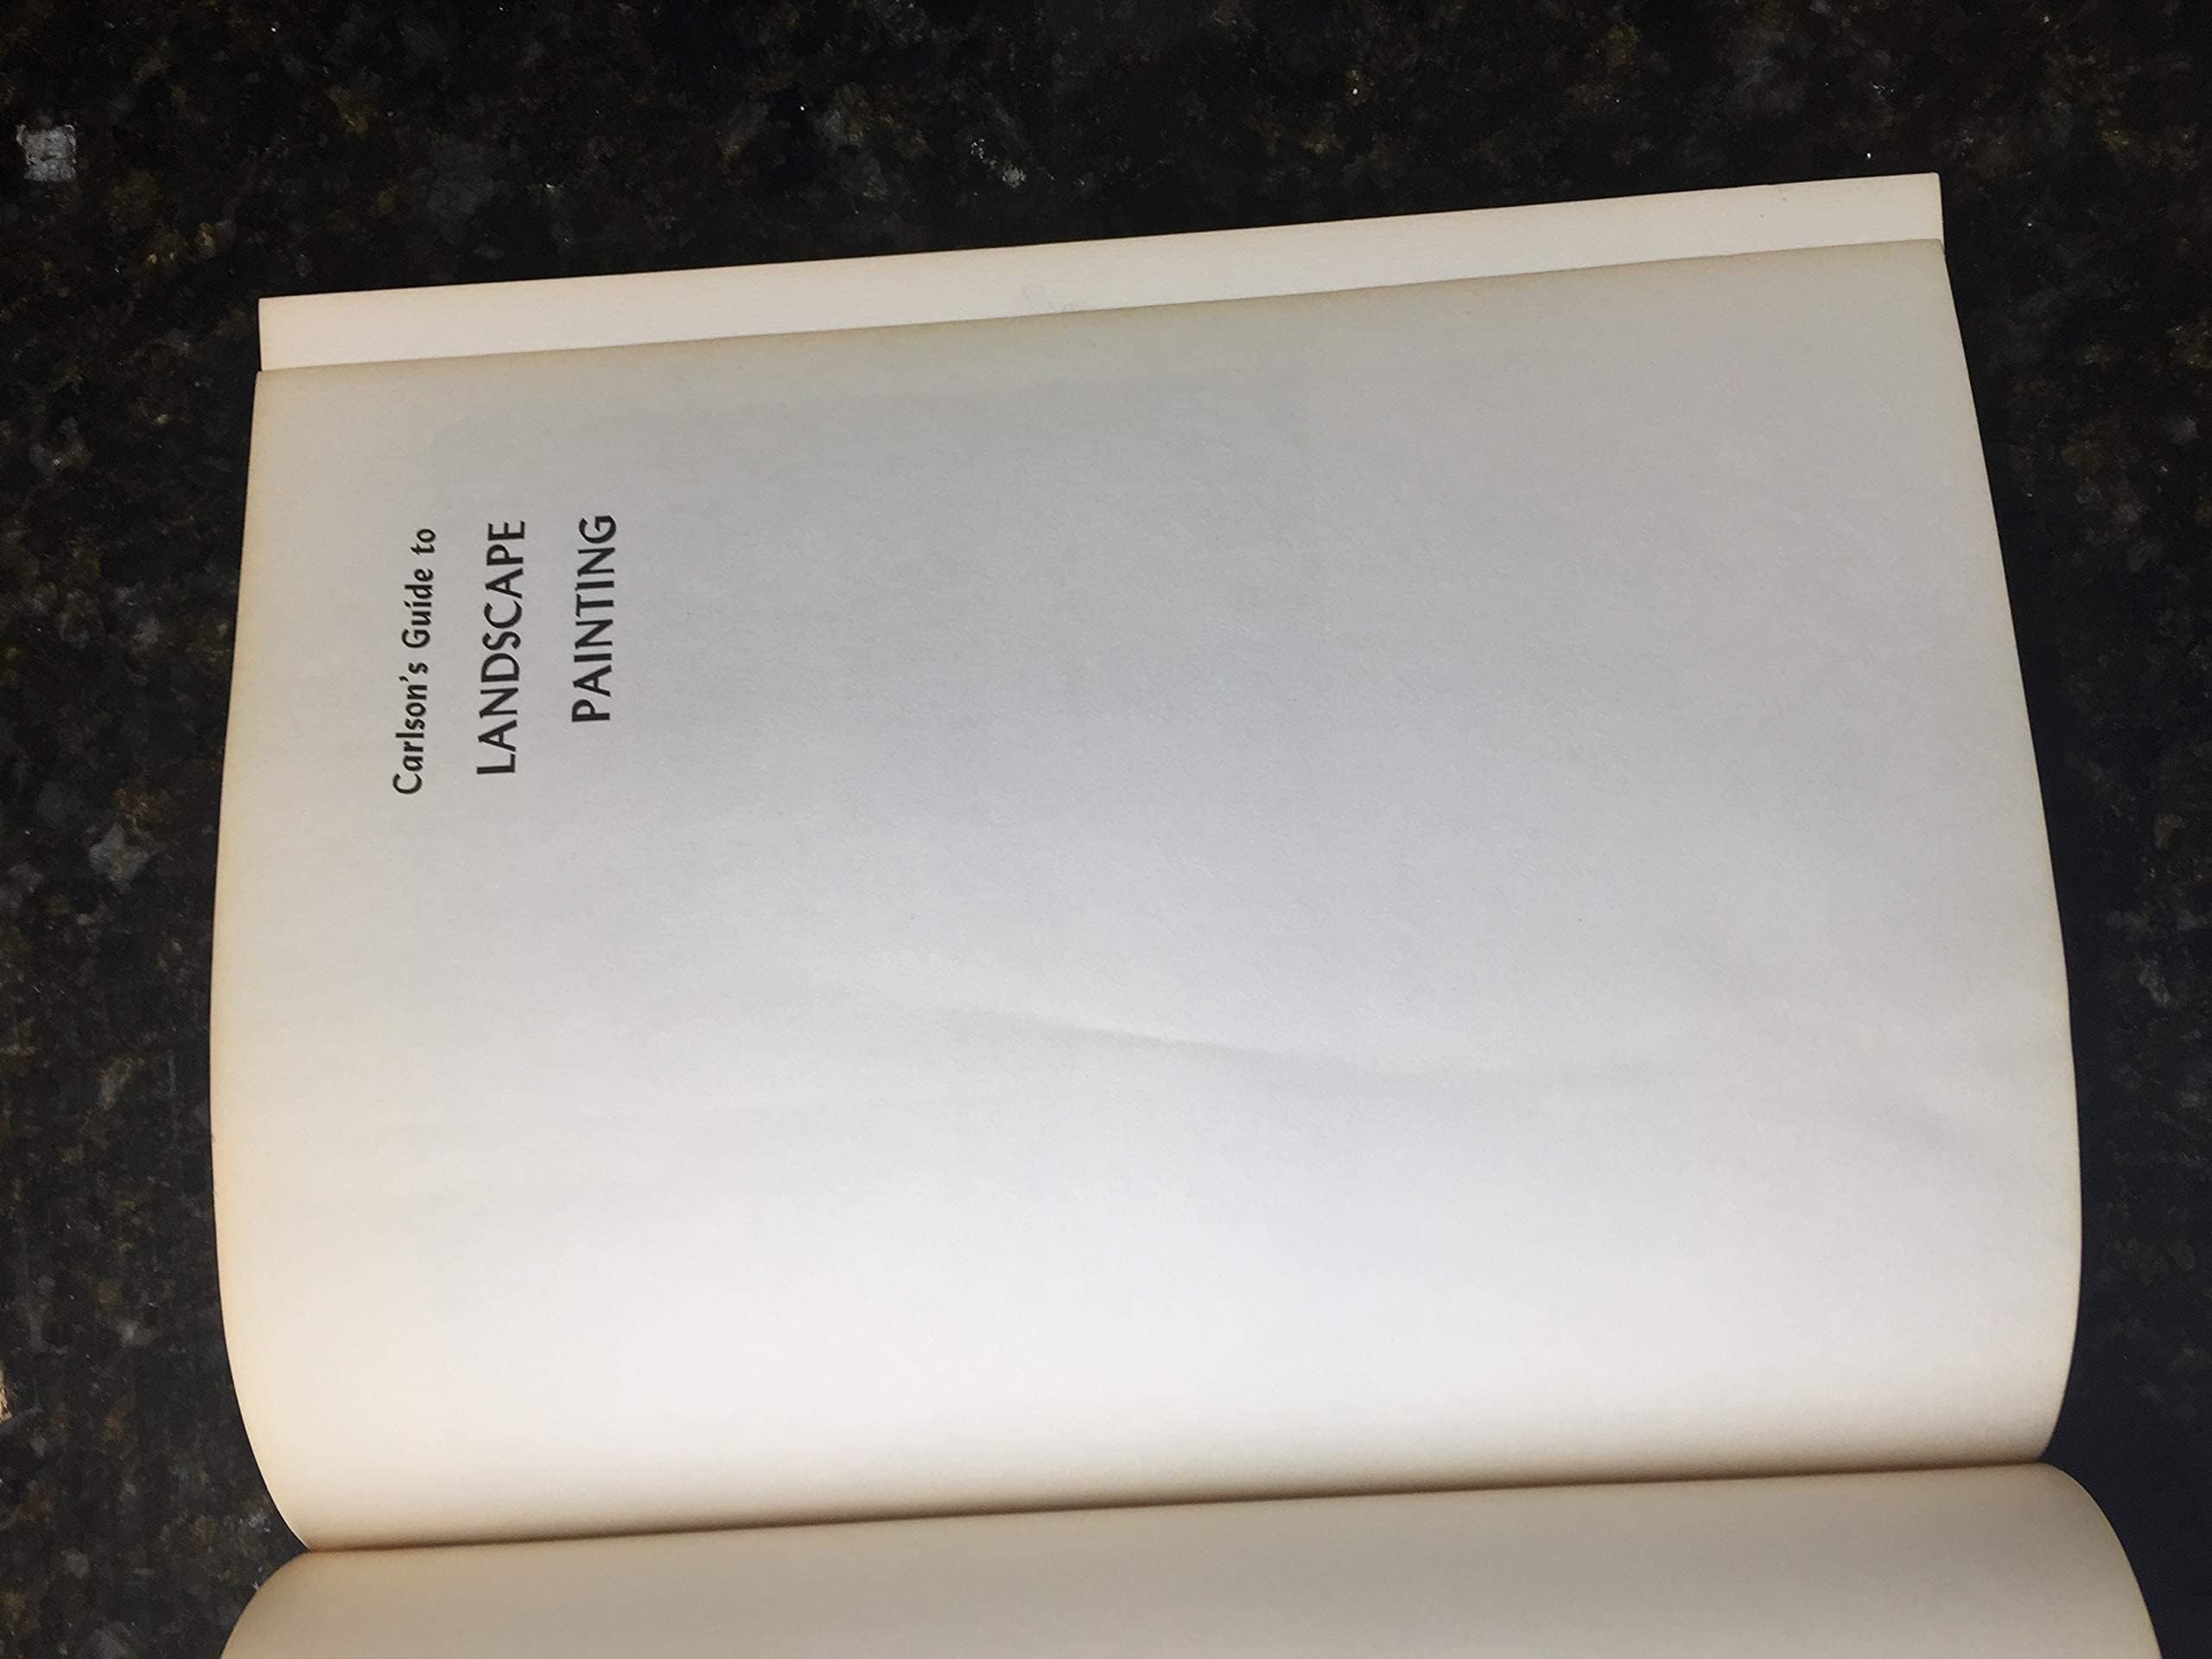 Carlson's Guide to
LANDSCAPE
PAINTING